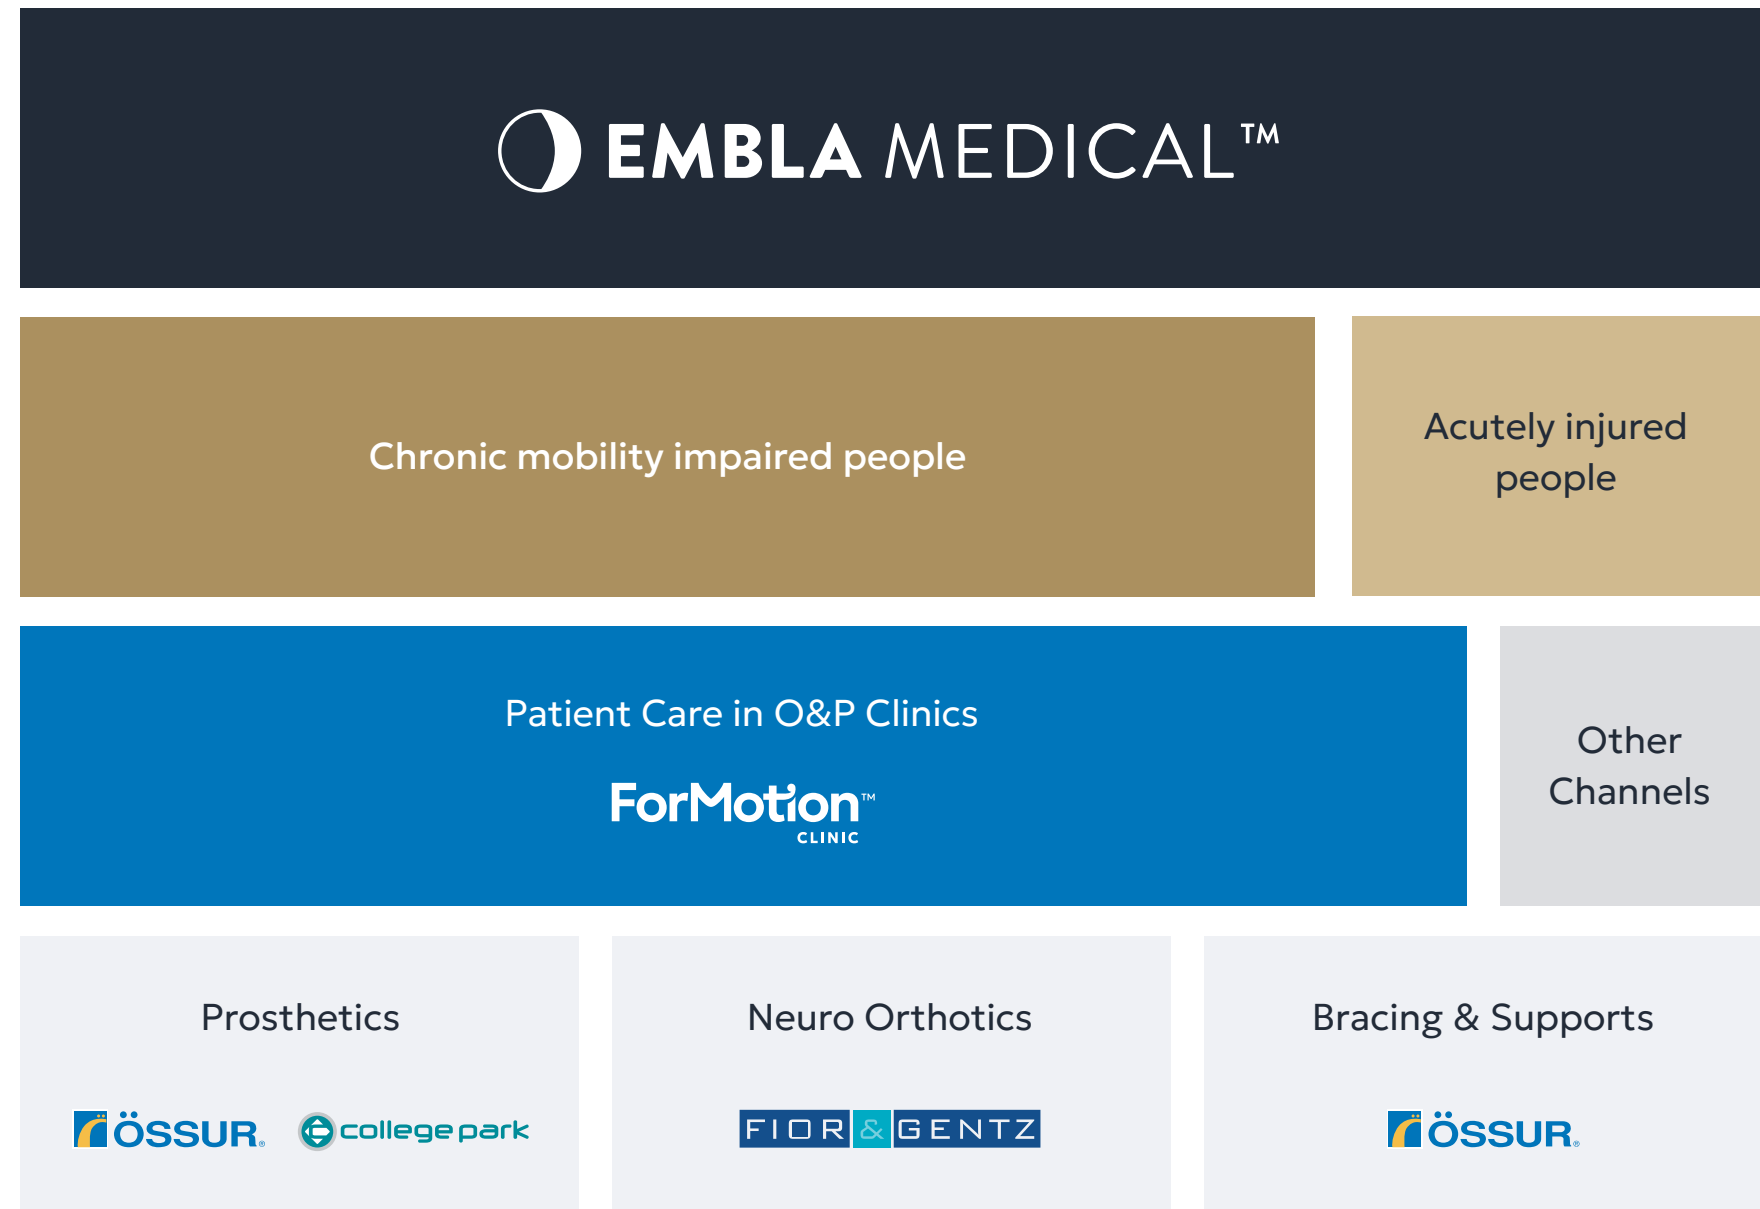 EMBLA MEDICAL™
Chronic mobility impaired people
Acutely injured
people
Patient Care in O&P Clinics
ForMotion™
CLINIC
Other
Channels
Prosthetics
ÖSSUR®
college park
Neuro Orthotics
FIOR & GENTZ
Bracing & Supports
ÖSSUR®